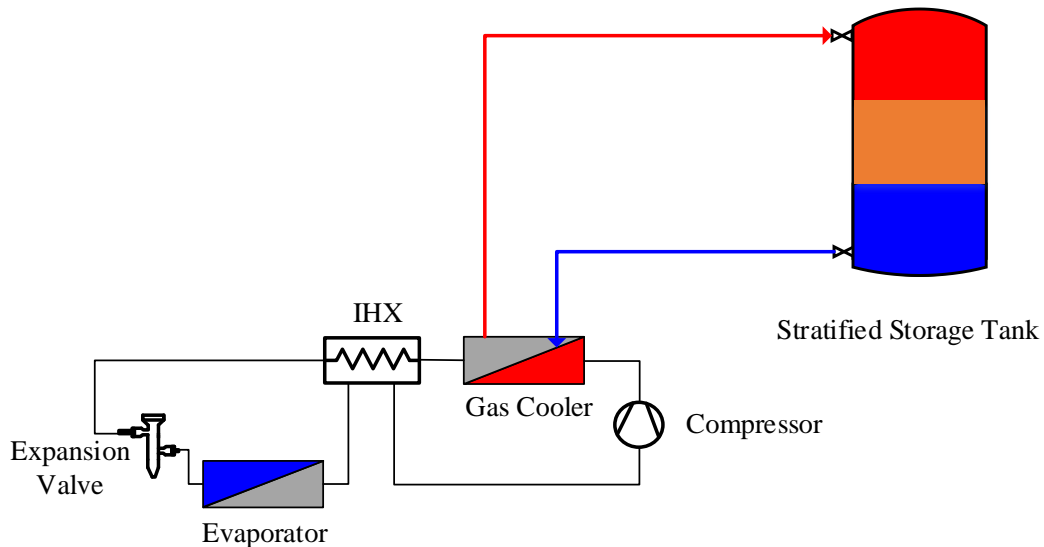 Stratified Storage Tank
IHX
Gas Cooler
Compressor
Expansion
Valve
Evaporator